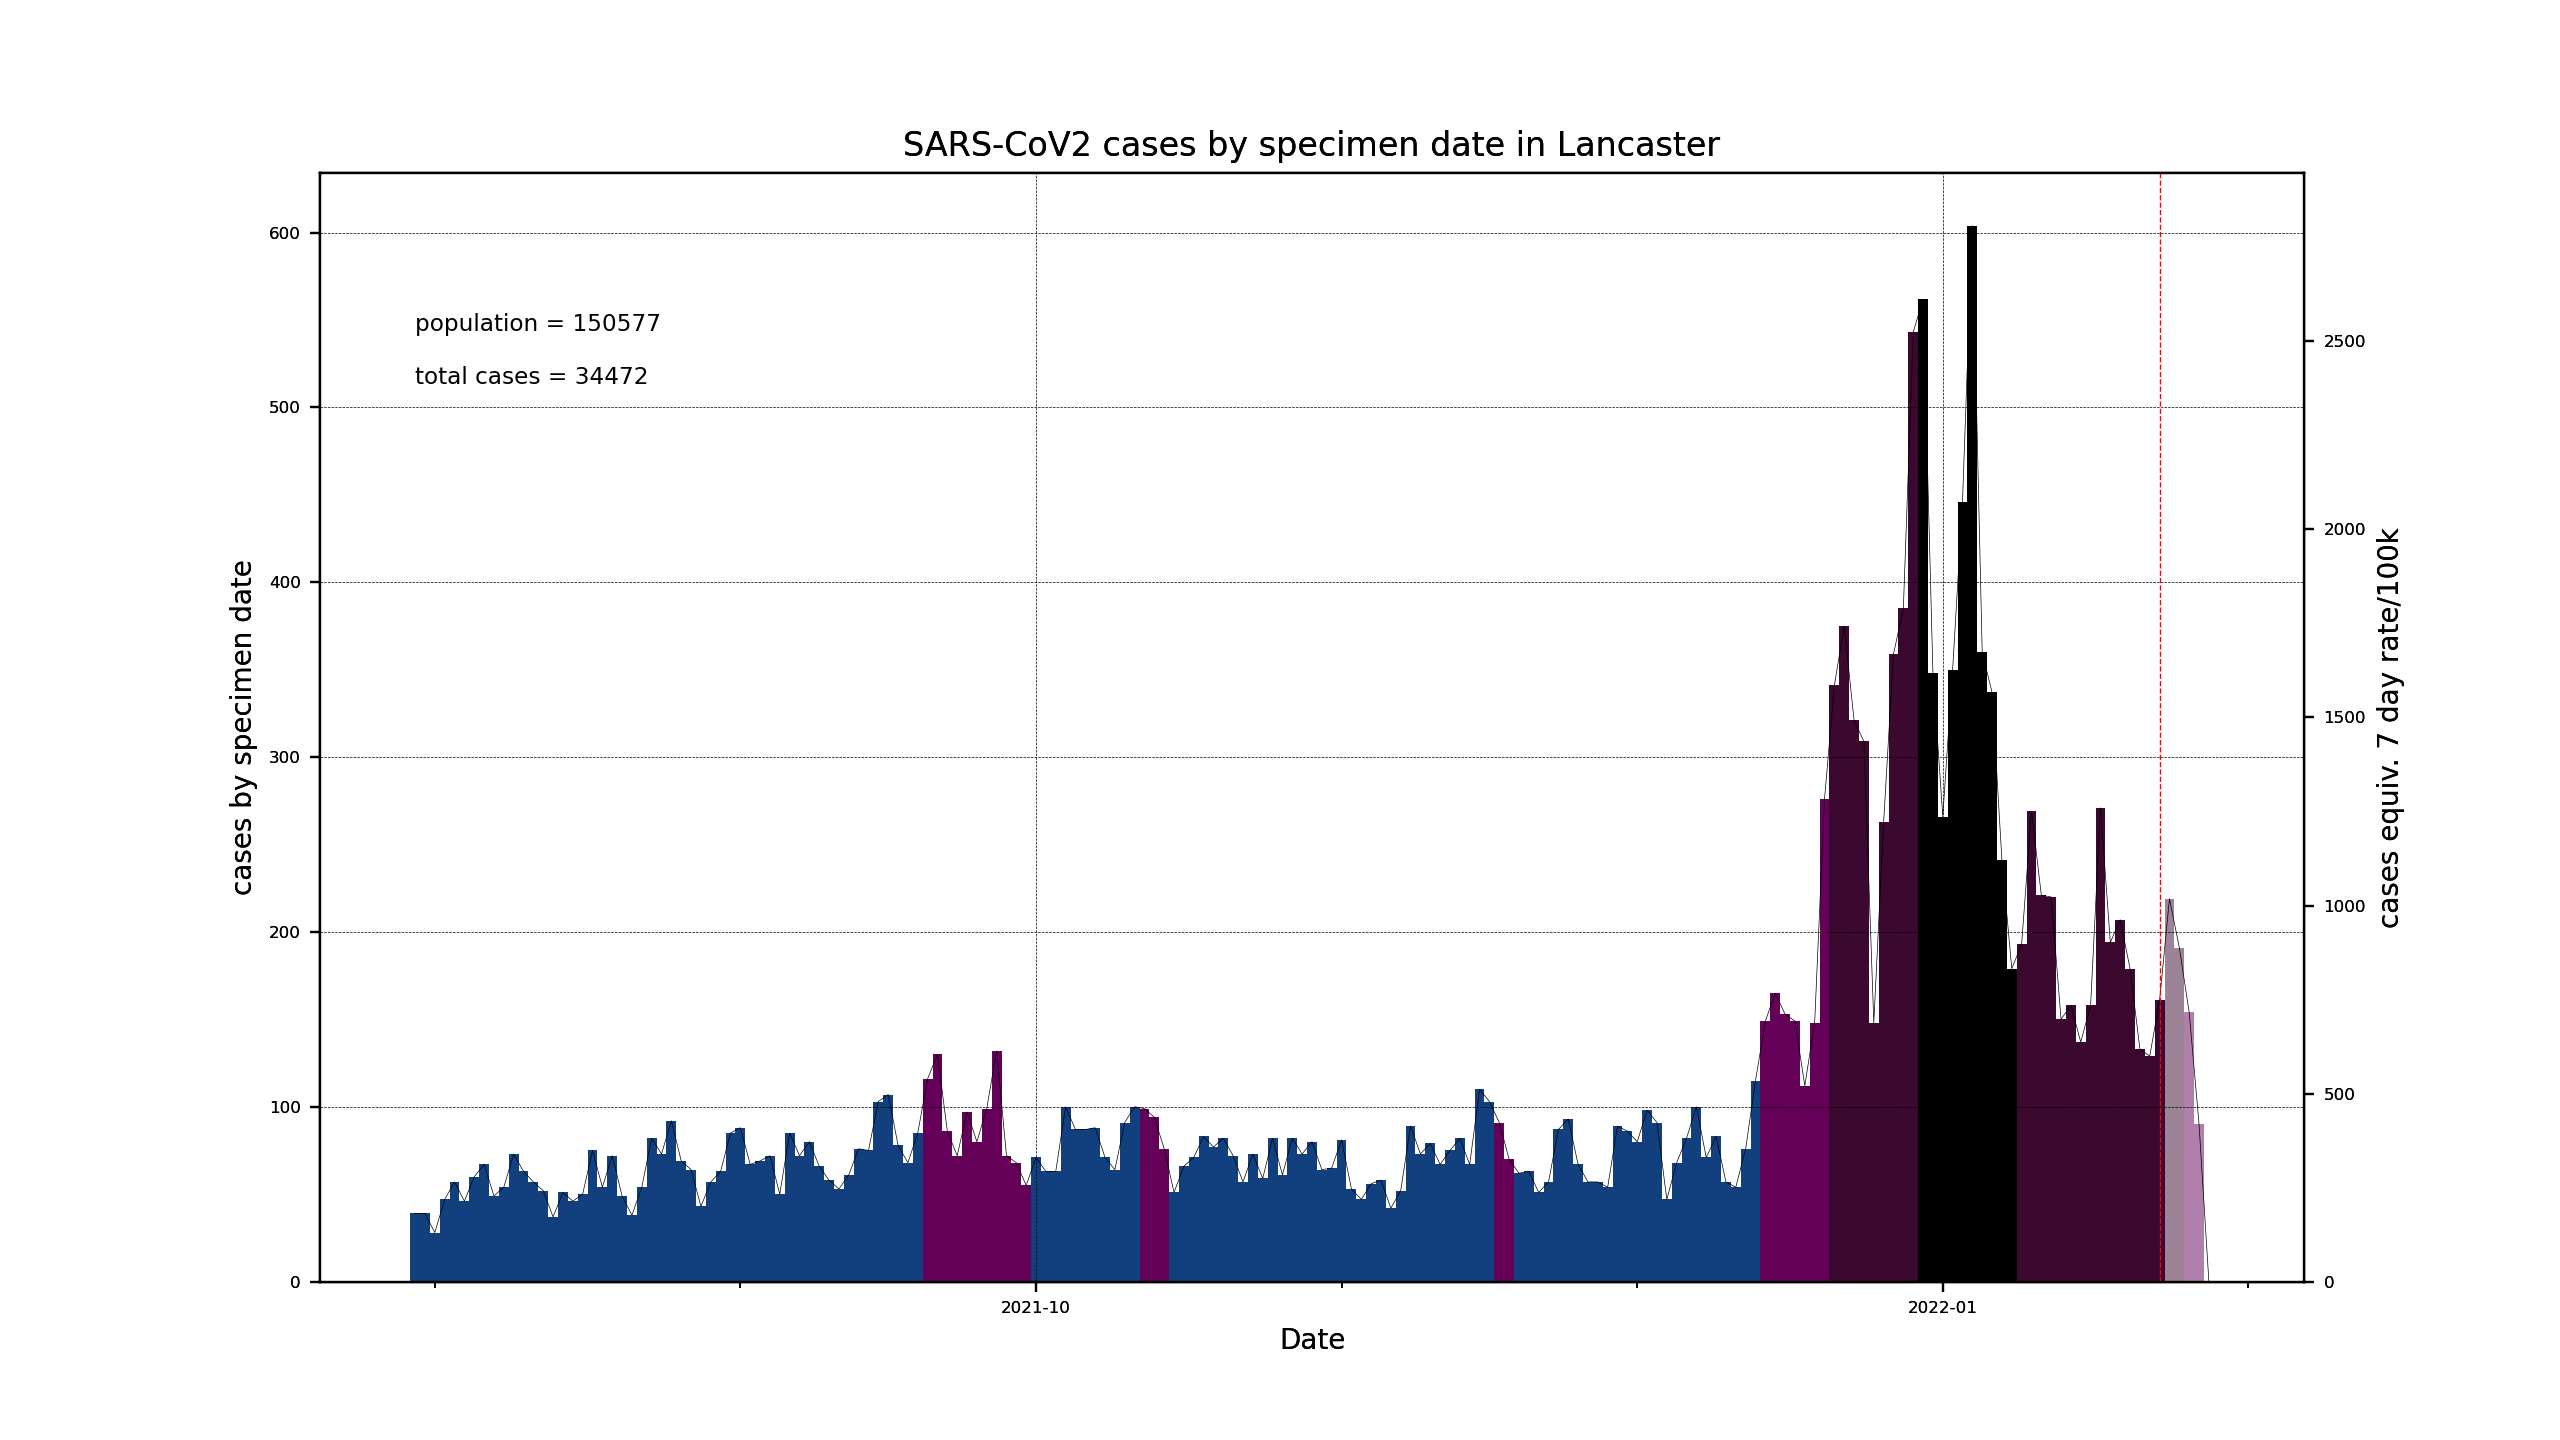 SARS-CoV2 cases by specimen date in Lancaster
population = 150577
total cases = 34472
cases by specimen date
600
500
400
300
200
100
0
2500
2000
1500
1000
500
0
cases equiv. 7 day rate/100k
2021-10
2022-01
Date